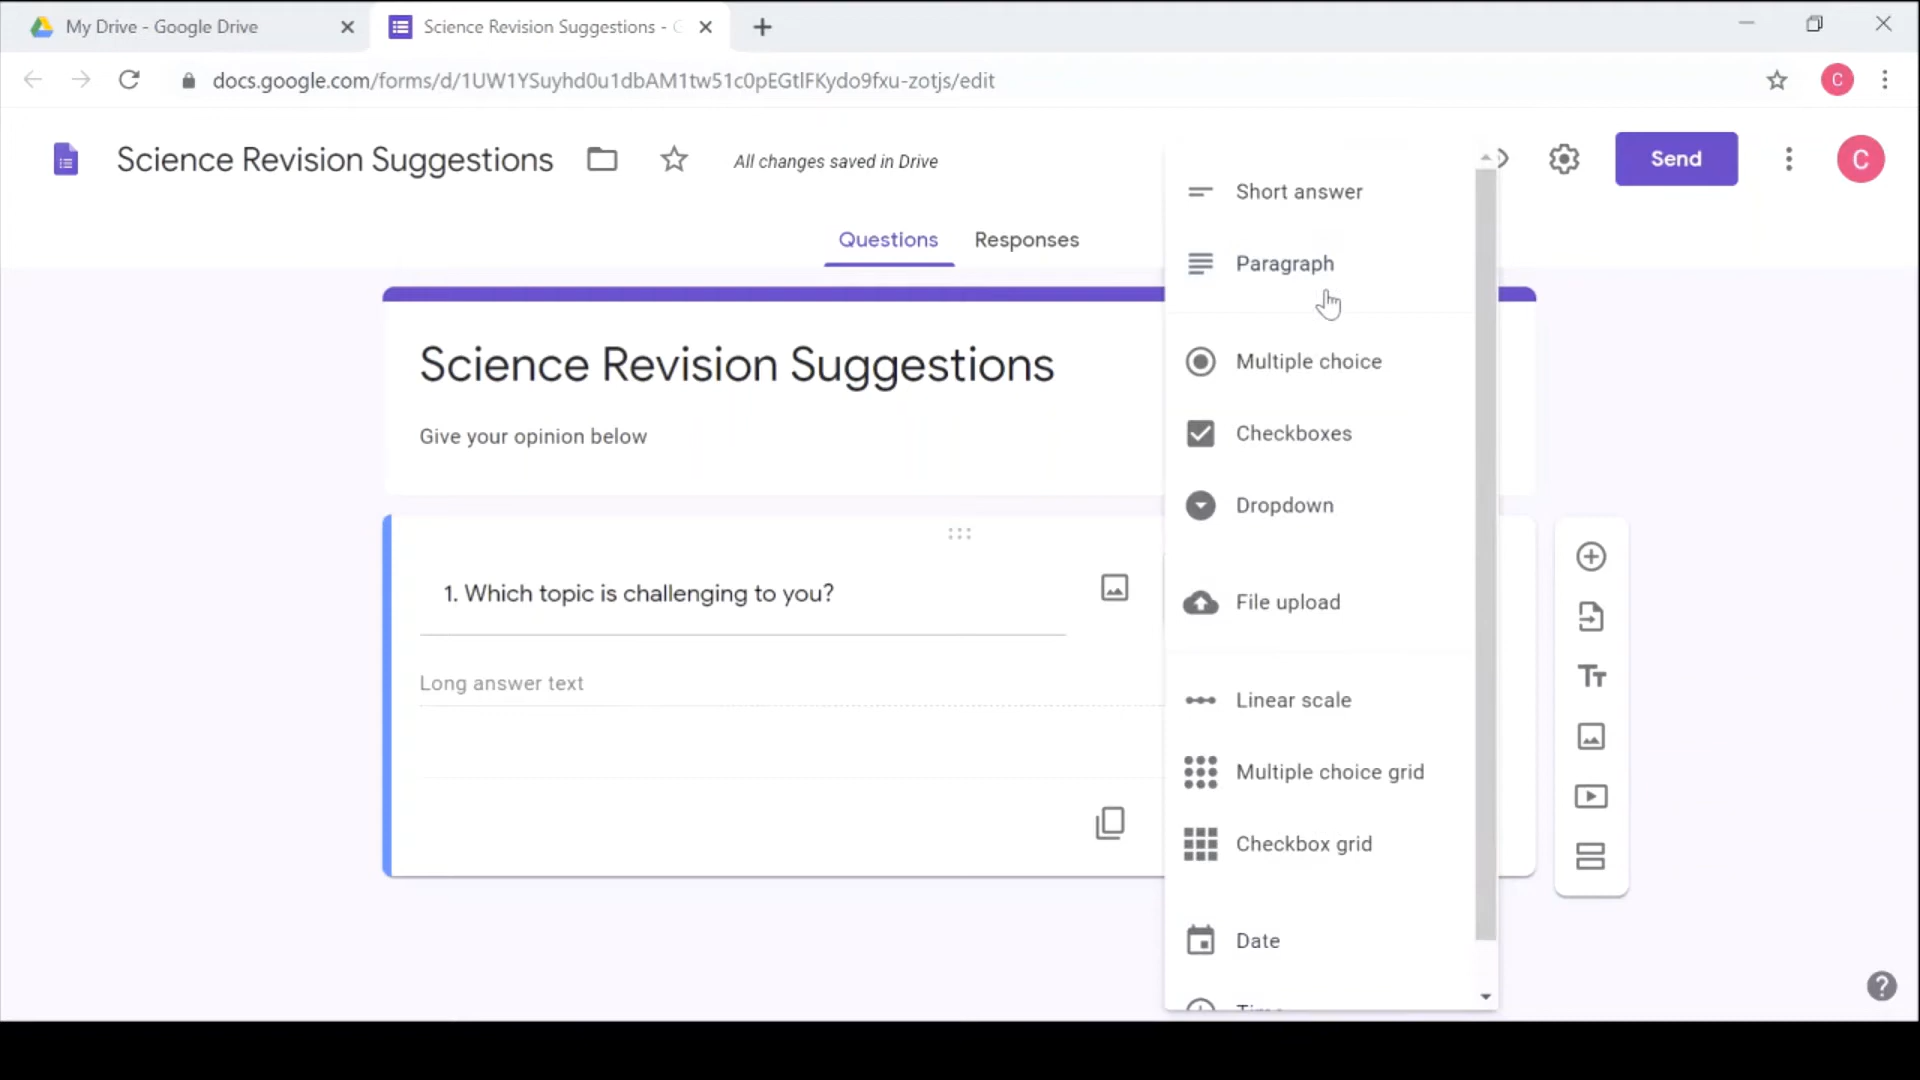 My Drive - Google Drive
Science Revision Suggestions - G
docs.google.com/forms/d/1UW1YSuyhd0u1dbAM1tw51c0pEGtlFKydo9fxu-zotjs/edit
C
Science Revision Suggestions
All changes saved in Drive
Send
C
Questions
Responses
Science Revision Suggestions
Give your opinion below
1. Which topic is challenging to you?
Long answer text
Short answer
Paragraph
Multiple choice
Checkboxes
Dropdown
File upload
Linear scale
Multiple choice grid
Checkbox grid
Date
Time
Tт